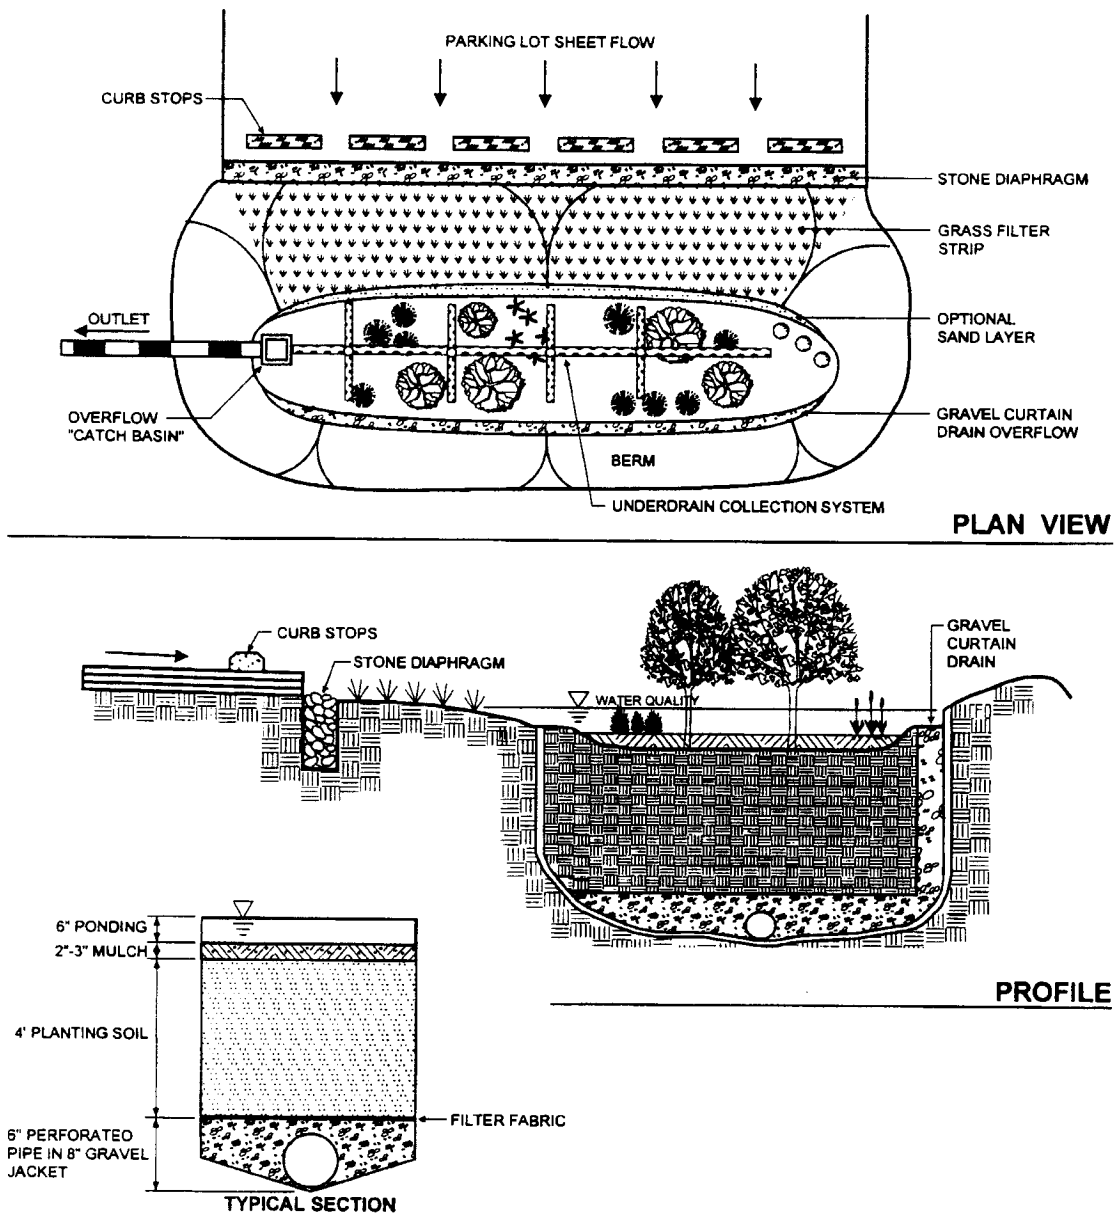 PARKING LOT SHEET FLOW
CURB STOPS
STONE DIAPHRAGM
GRASS FILTER
STRIP
OUTLET
OPTIONAL
SAND LAYER
OVERFLOW
"CATCH BASIN"
GRAVEL CURTAIN
DRAIN OVERFLOW
BERM
UNDERDRAIN COLLECTION SYSTEM
PLAN VIEW
CURB STOPS
STONE DIAPHRAGM
GRAVEL
CURTAIN
DRAIN
WATER QUALITY
6" PONDING
2"-3" MULCH
4' PLANTING SOIL
FILTER FABRIC
6" PERFORATED
PIPE IN 8" GRAVEL
JACKET
TYPICAL SECTION
PROFILE